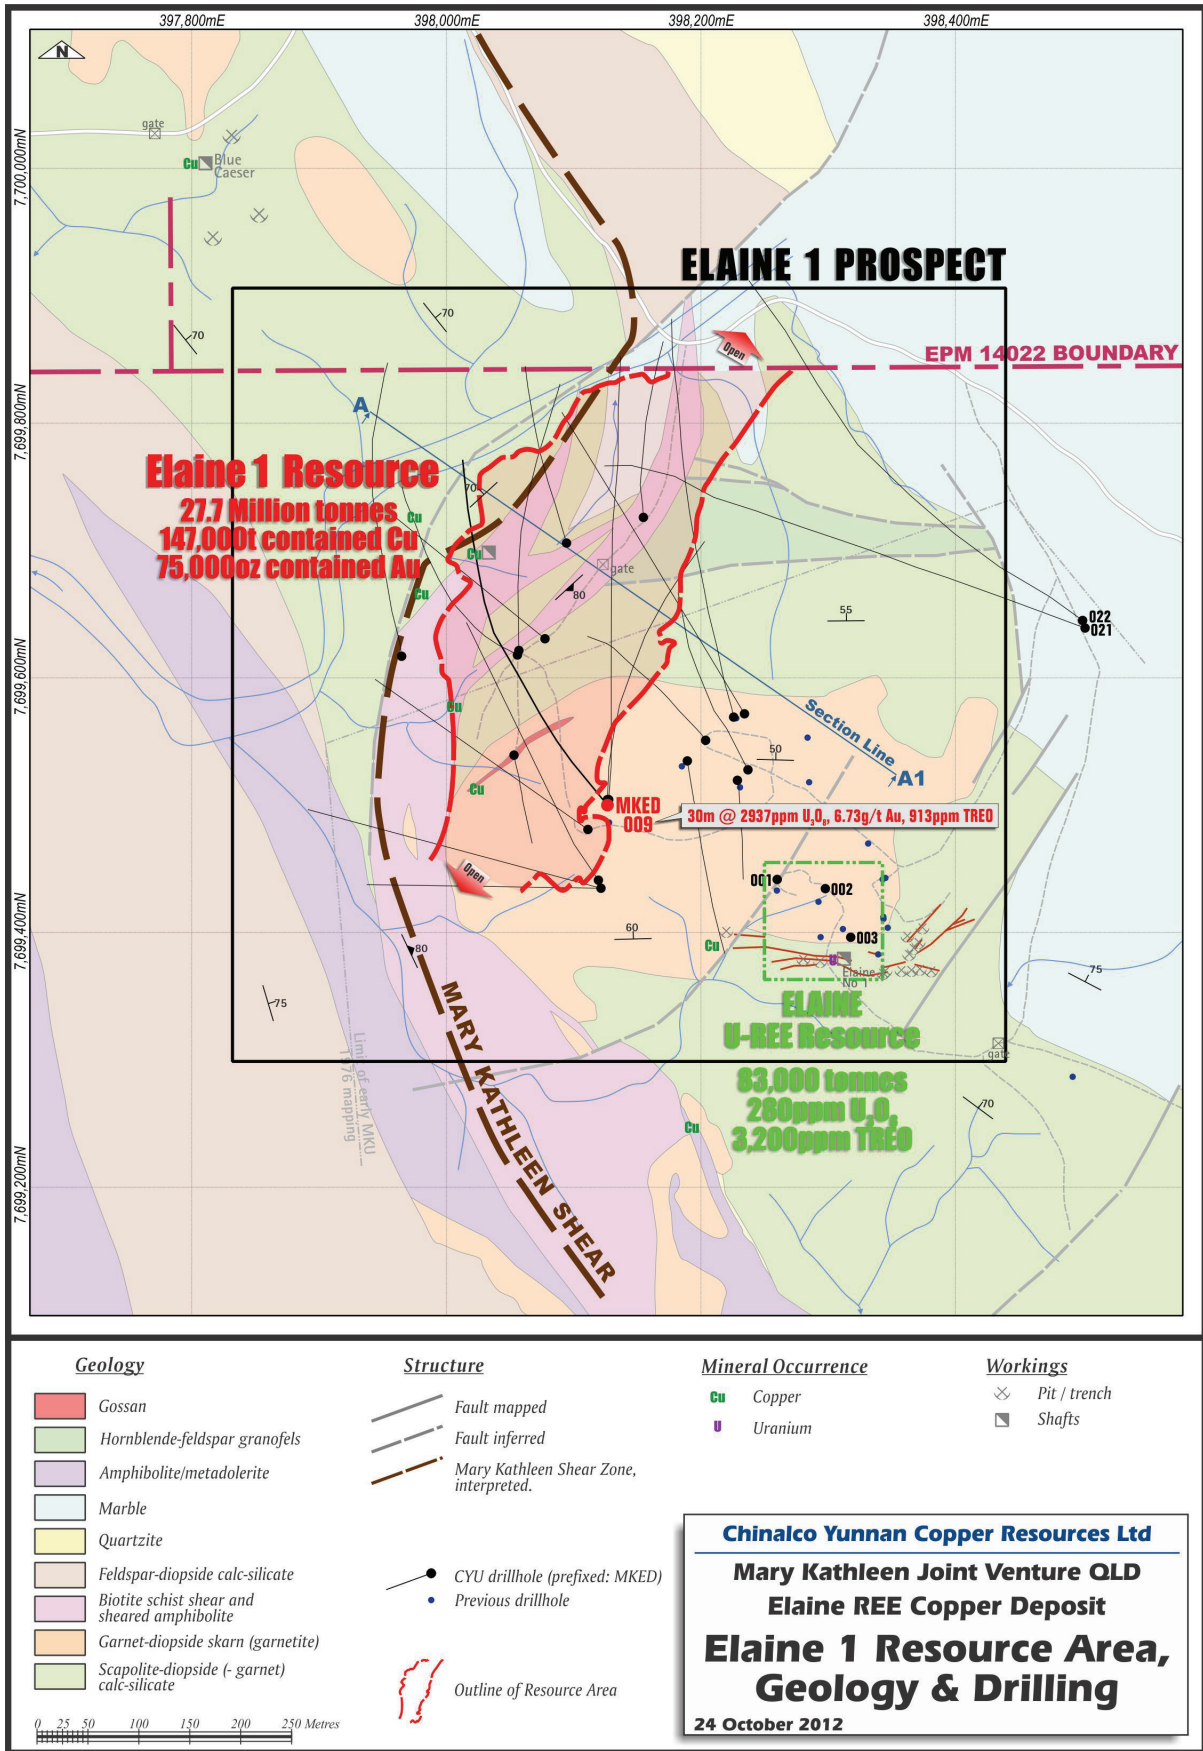 397,800mE
398,000mE
398,200mE
398,400mE
N
7,700,000mN
7,699,800mN
7,699,600mN
7,699,400mN
7,699,200mN
gate
Cu
Blue
Caeser
70
70
ELAINE 1 PROSPECT
Open
EPM 14022 BOUNDARY
A
Elaine 1 Resource
27.7 Million tonnes
147,000t contained Cu
75,000oz contained Au
70
Cu
Cu
Cu
gate
80
55
022
021
Cu
Section Line
A1
50
Cu
MKED
009
30m @ 2937ppm U₃O₈, 6.73g/t Au, 913ppm TREO
Open
001
002
003
60
Cu
U
Elaine
No 1
80
75
75
ELAINE
U-REE Resource
83,000 tonnes
280ppm U₃O₈
3,200ppm TREO
gate
70
Cu
Limit of early MKU
1976 mapping
MARY KATHLEEN SHEAR
Geology
Gossan
Hornblende-feldspar granofels
Amphibolite/metadolerite
Marble
Quartzite
Feldspar-diopside calc-silicate
Biotite schist shear and
sheared amphibolite
Garnet-diopside skarn (garnetite)
Scapolite-diopside (- garnet)
calc-silicate
0 25 50 100 150 200 250 Metres
Structure
Fault mapped
Fault inferred
Mary Kathleen Shear Zone,
interpreted.
CYU drillhole (prefixed: MKED)
Previous drillhole
Outline of Resource Area
Mineral Occurrence
Cu Copper
U Uranium
Workings
Pit / trench
Shafts
Chinalco Yunnan Copper Resources Ltd
Mary Kathleen Joint Venture QLD
Elaine REE Copper Deposit
Elaine 1 Resource Area,
Geology & Drilling
24 October 2012